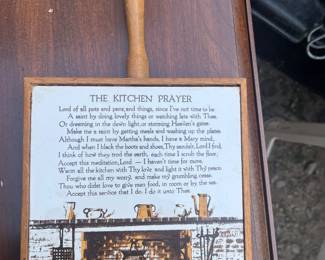 THE KITCHEN PRAYER
Lord of all pots and pans, and things, since I've not time to be
A saint by doing lovely things or watching late with Thee
Or dreaming in the dawn light, or storming Heaven's gates
Make me a saint by getting meals and washing up the plates.
Although I must have Martha's hands, I have a Mary mind,
And when I black the boots and shoes, Thy sandals, Lord I find,
I think of how they trod the earth, each time I scrub the floor;
Accept this meditation, Lord — I haven't time for more.
Warm all the kitchen with Thy love and light it with Thy peace
Forgive me all my worry, and make my grumbling cease.
Thou who didst love to give men food, in room or by the sea
Accept this service that I do. I do it unto Thee.